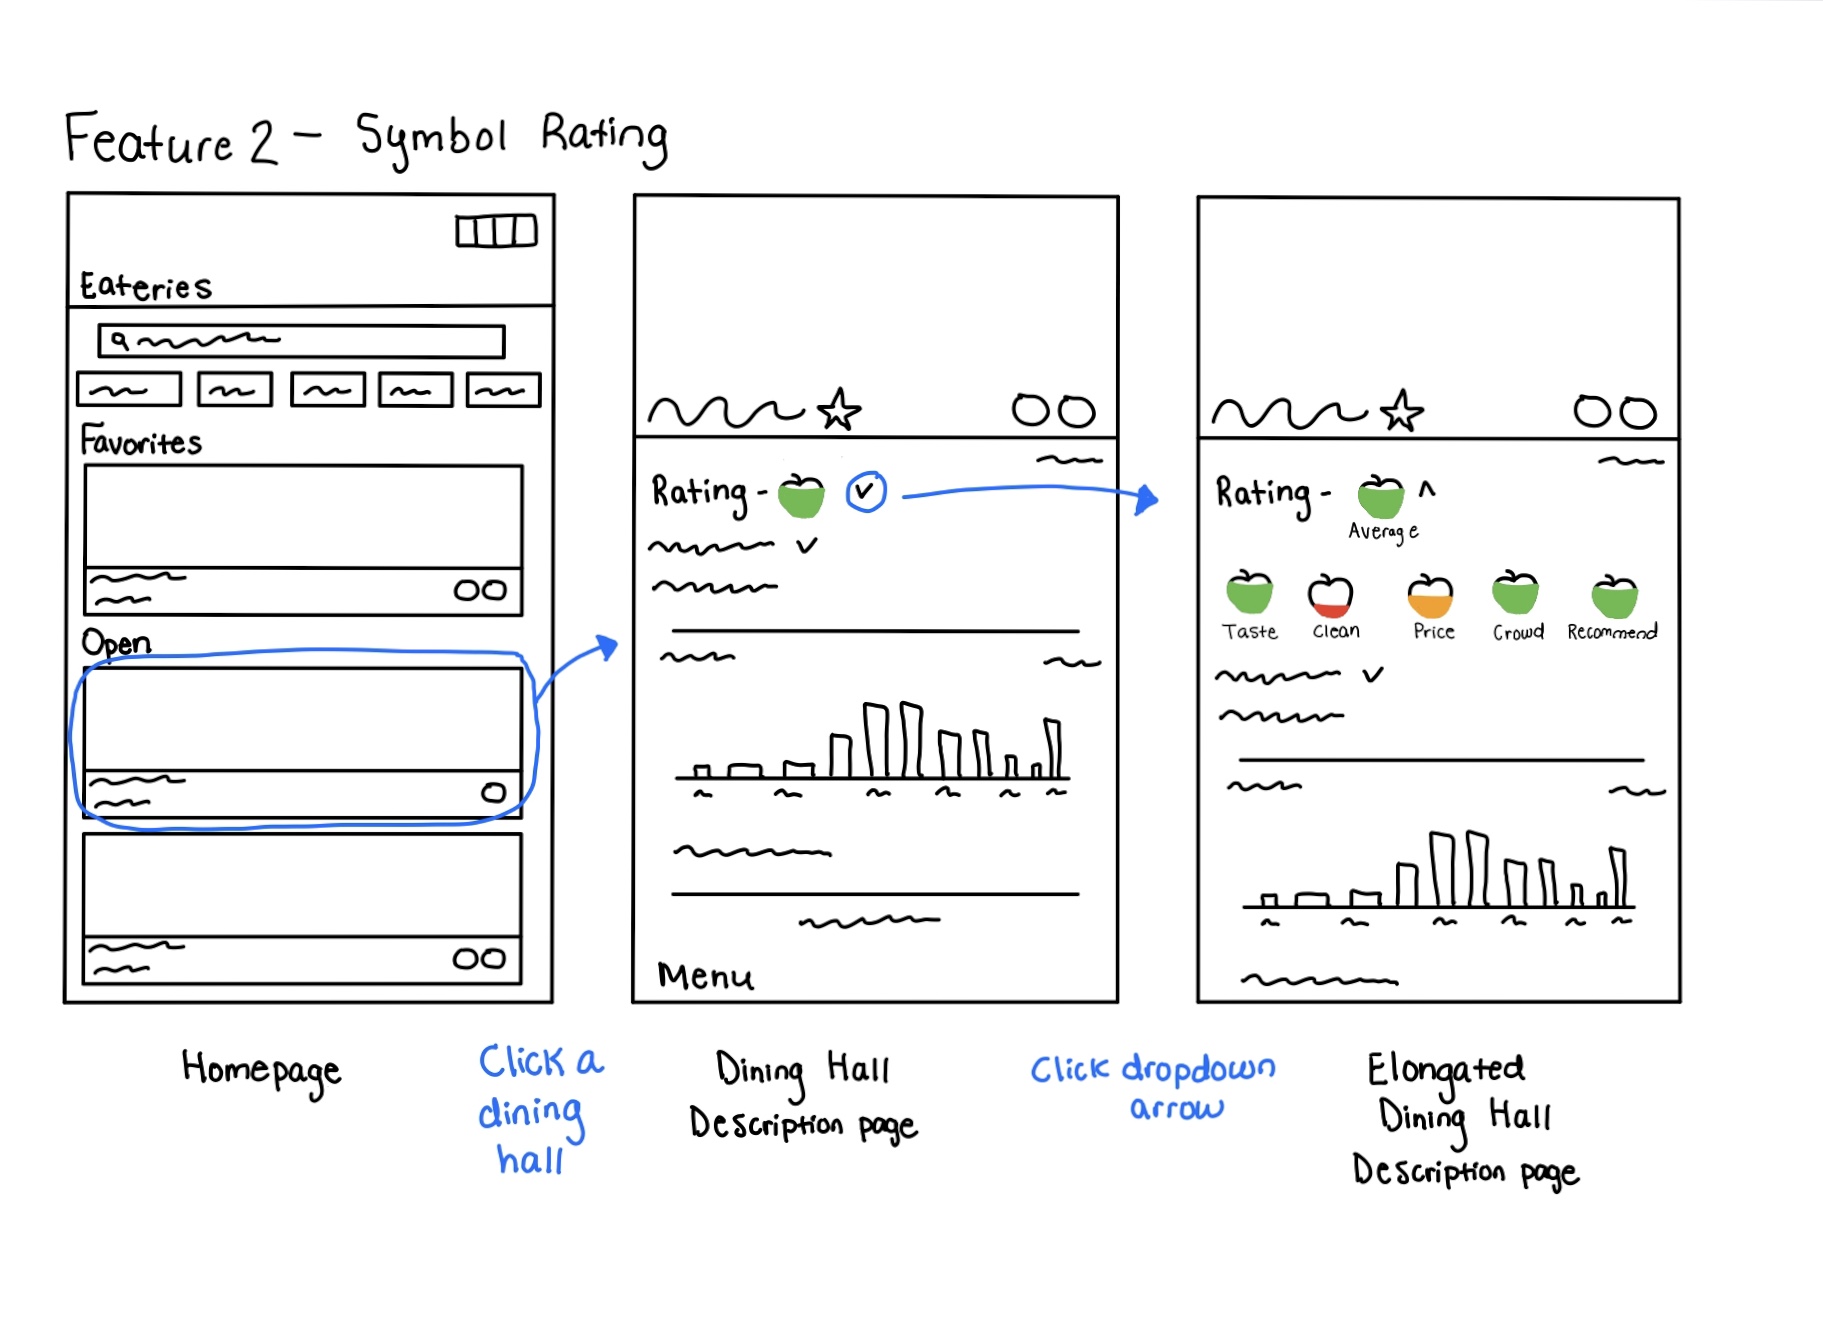 Feature 2 - Symbol Rating
Eateries
Favorites
Open
Rating -
Menu
Rating -
Average
Taste Clean Price Crowd Recommend
Homepage
Click a
dining
hall
Dining Hall
Description page
Click dropdown
arrow
Elongated
Dining Hall
Description page